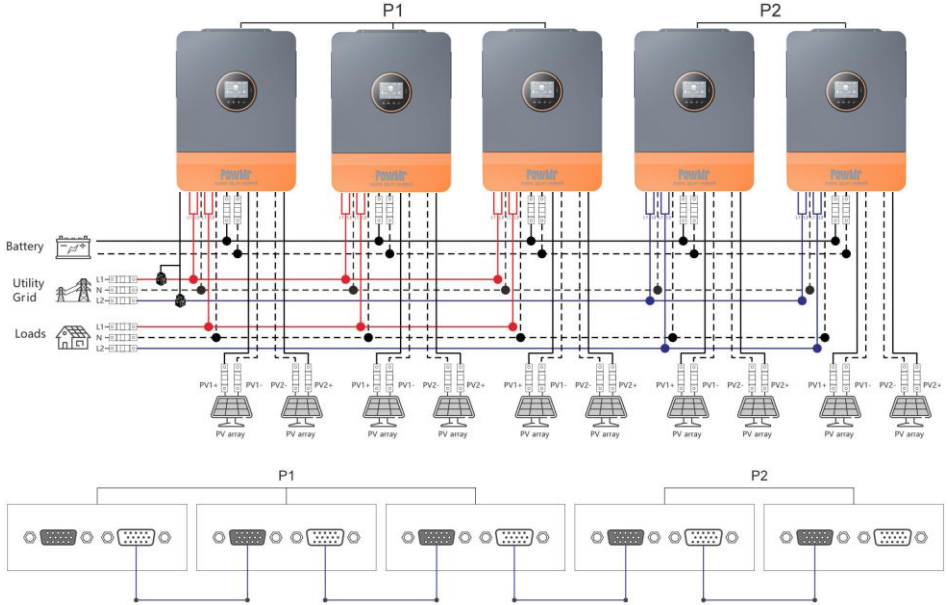 P1
P2
PowMr
PowMr
PowMr
PowMr
PowMr
Battery
Utility
Grid
L1
N
L2
Loads
L1
N
L2
PV1+ PV1- PV2- PV2+
PV1+ PV1- PV2- PV2+
PV1+ PV1- PV2- PV2+
PV1+ PV1- PV2- PV2+
PV1+ PV1- PV2- PV2+
PV array
PV array
PV array
PV array
PV array
PV array
PV array
PV array
PV array
PV array
P1
P2